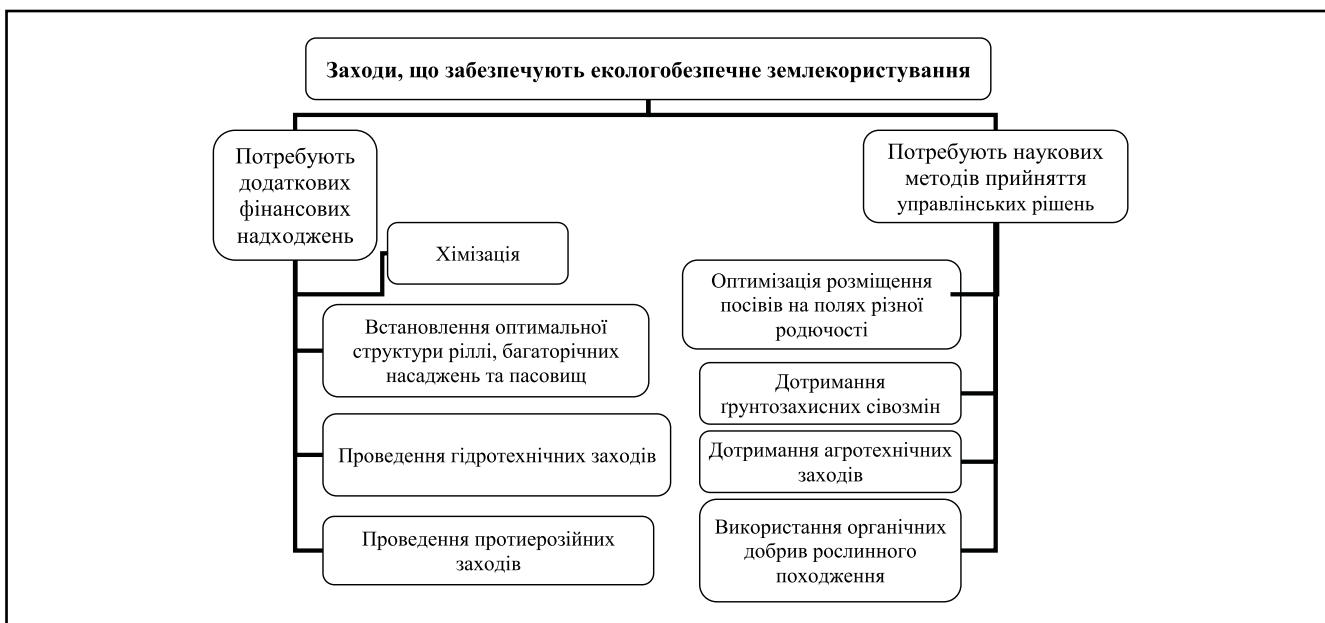 Заходи, що забезпечують екологобезпечне землекористування
Потребують
додаткових
фінансових
надходжень
Хімізація
Встановлення оптимальної
структури ріллі, багаторічних
насаджень та пасовищ
Проведення гідротехнічних заходів
Проведення протиерозійних
заходів
Потребують наукових
методів прийняття
управлінських рішень
Оптимізація розміщення
посівів на полях різної
родючості
Дотримання
ґрунтозахисних сівозмін
Дотримання агротехнічних
заходів
Використання органічних
добрив рослинного
походження